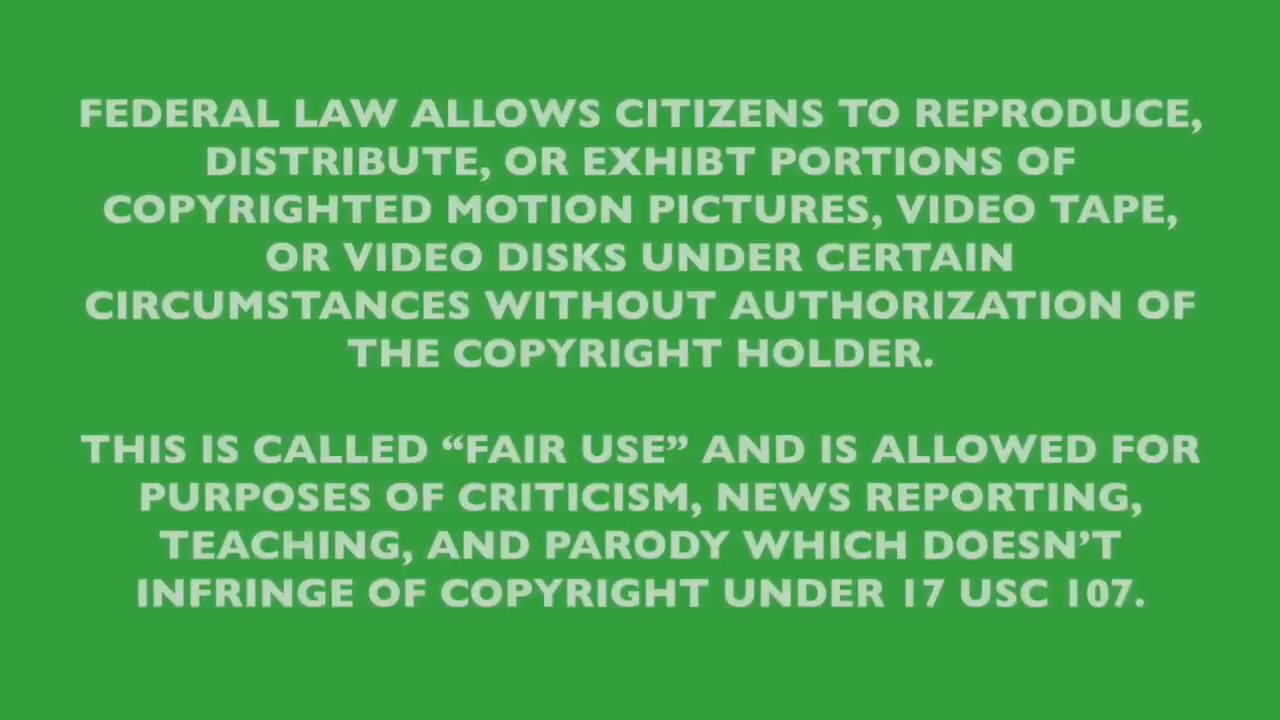 FEDERAL LAW ALLOWS CITIZENS TO REPRODUCE,
DISTRIBUTE, OR EXHIBT PORTIONS OF
COPYRIGHTED MOTION PICTURES, VIDEO TAPE,
OR VIDEO DISKS UNDER CERTAIN
CIRCUMSTANCES WITHOUT AUTHORIZATION OF
THE COPYRIGHT HOLDER.
THIS IS CALLED “FAIR USE” AND IS ALLOWED FOR
PURPOSES OF CRITICISM, NEWS REPORTING,
TEACHING, AND PARODY WHICH DOESN’T
INFRINGE OF COPYRIGHT UNDER 17 USC 107.